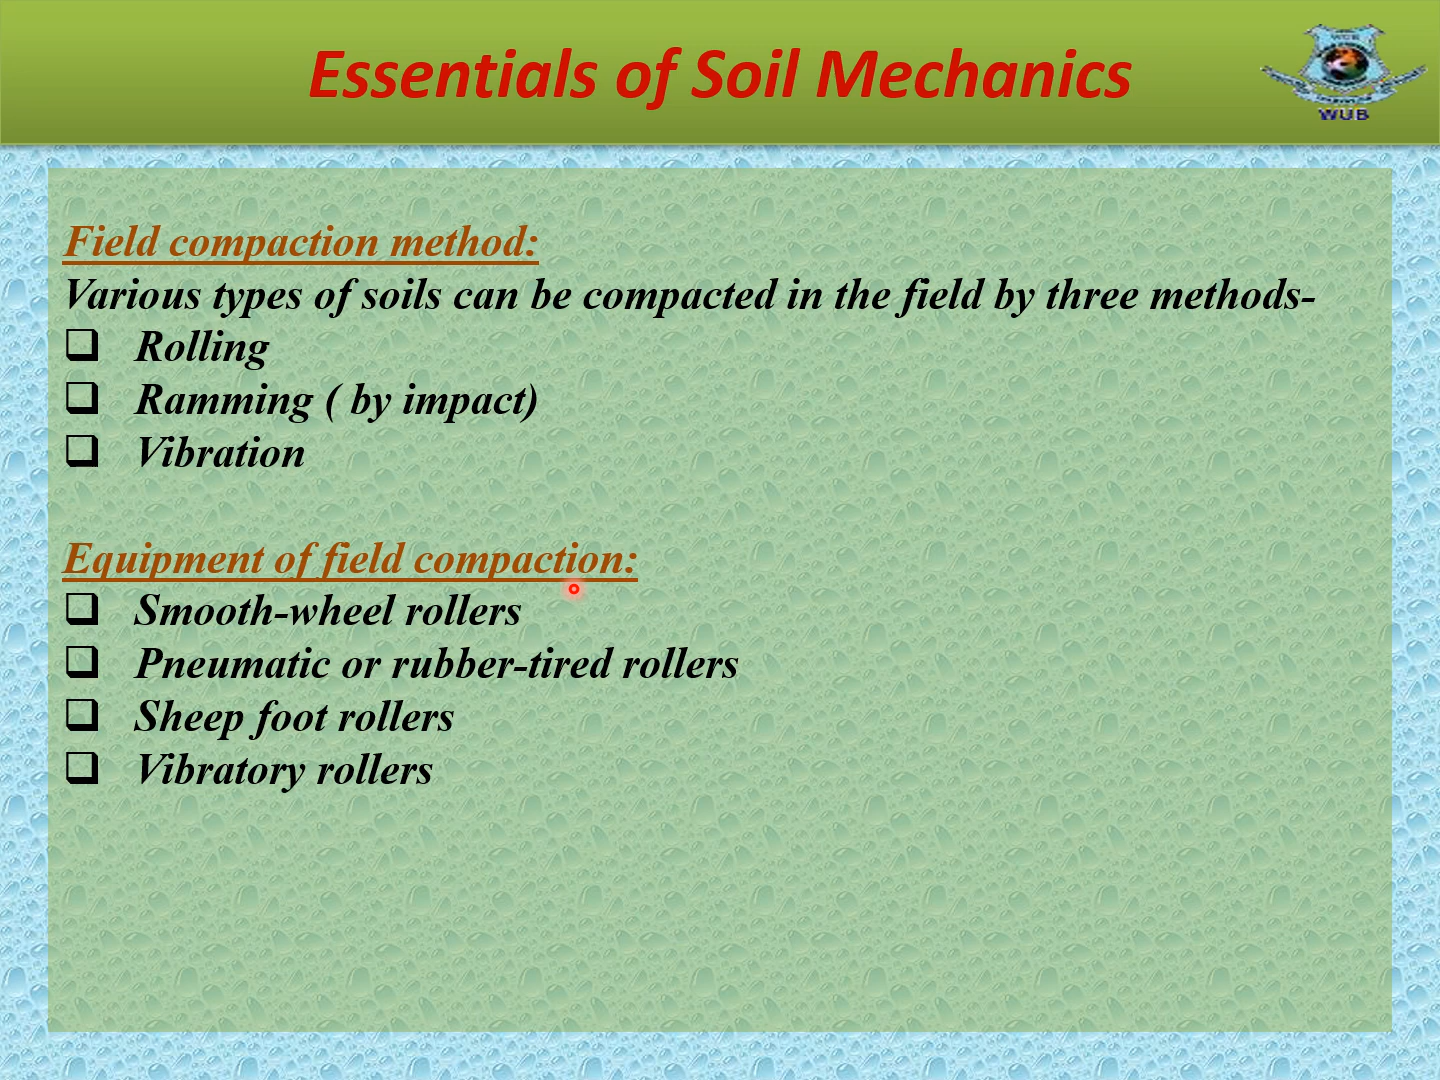 Essentials of Soil Mechanics
WUB
Field compaction method:
Various types of soils can be compacted in the field by three methods-
❑ Rolling
❑ Ramming ( by impact)
❑ Vibration
Equipment of field compaction:
❑ Smooth-wheel rollers
❑ Pneumatic or rubber-tired rollers
❑ Sheep foot rollers
❑ Vibratory rollers